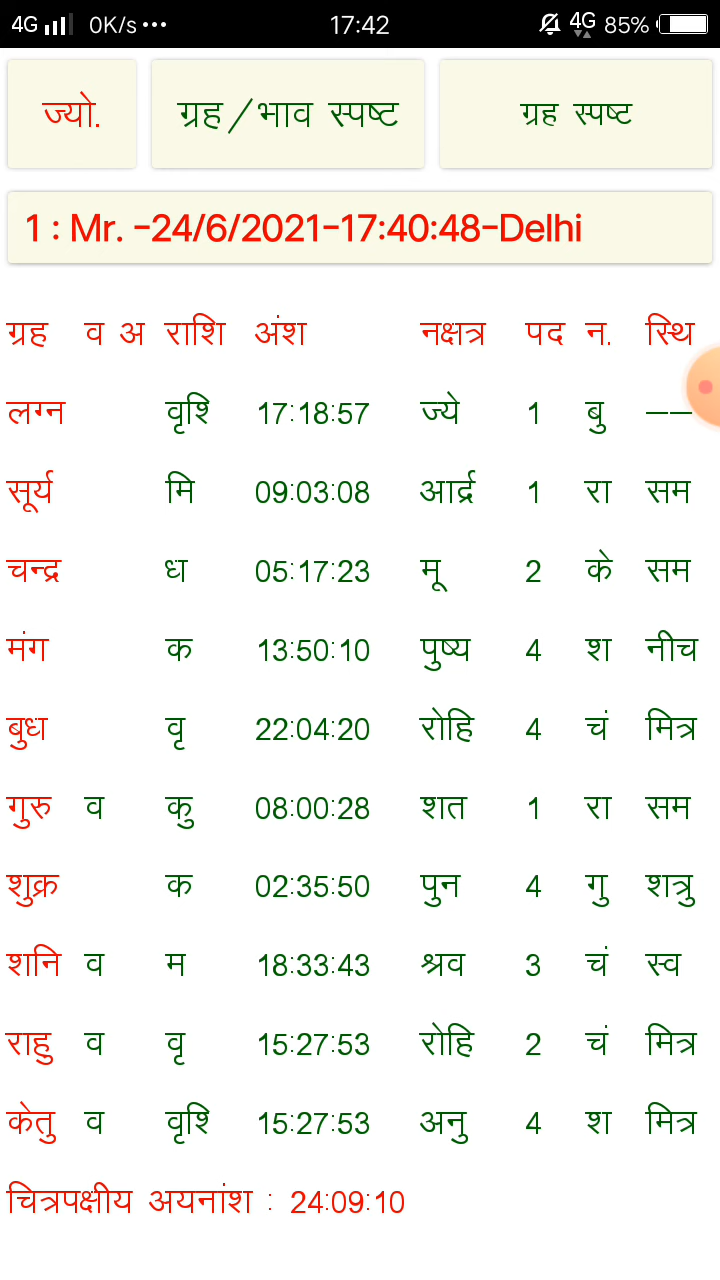 4G 0K/s ••• 17:42 4G 85%
ज्यो. ग्रह/भाव स्पष्ट ग्रह स्पष्ट
1 : Mr. -24/6/2021-17:40:48-Delhi
ग्रह व अ राशि अंश नक्षत्र पद न. स्थि
लग्न वृश्चि 17:18:57 ज्ये 1 बु --
सूर्य मि 09:03:08 आर्द्र 1 रा सम
चन्द्र ध 05:17:23 मू 2 के सम
मंग क 13:50:10 पुष्य 4 श नीच
बुध वृ 22:04:20 रोहि 4 चं मित्र
गुरु व कु 08:00:28 शत 1 रा सम
शुक्र क 02:35:50 पुन 4 गु शत्रु
शनि व म 18:33:43 श्रव 3 चं स्व
राहु व वृ 15:27:53 रोहि 2 चं मित्र
केतु व वृश्चि 15:27:53 अनु 4 श मित्र
चित्रपक्षीय अयनांश : 24:09:10